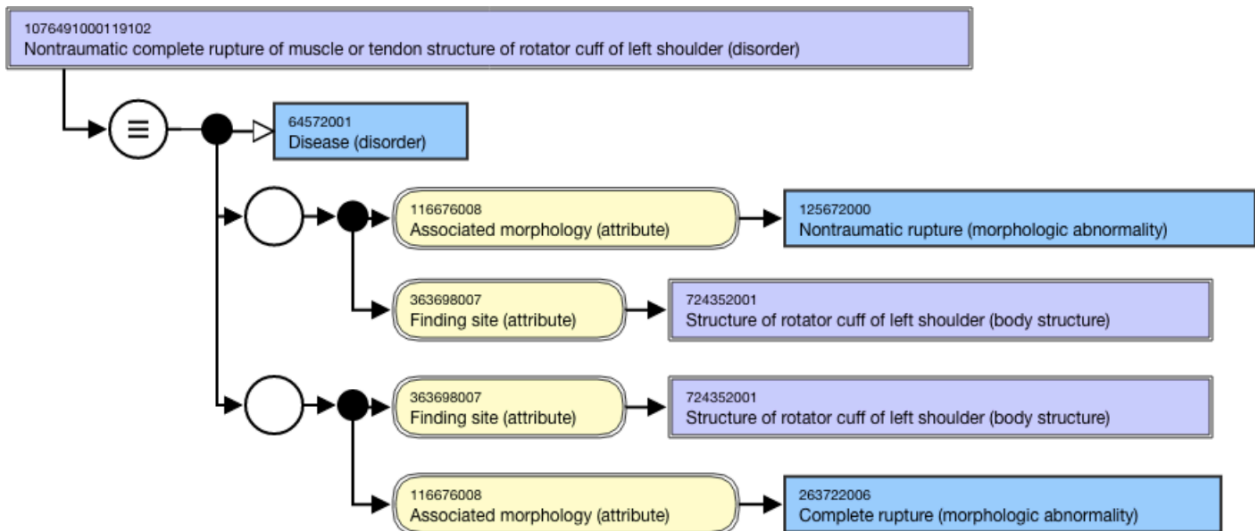 1076491000119102
Nontraumatic complete rupture of muscle or tendon structure of rotator cuff of left shoulder (disorder)
64572001
Disease (disorder)
116676008
Associated morphology (attribute)
125672000
Nontraumatic rupture (morphologic abnormality)
363698007
Finding site (attribute)
724352001
Structure of rotator cuff of left shoulder (body structure)
363698007
Finding site (attribute)
724352001
Structure of rotator cuff of left shoulder (body structure)
116676008
Associated morphology (attribute)
263722006
Complete rupture (morphologic abnormality)